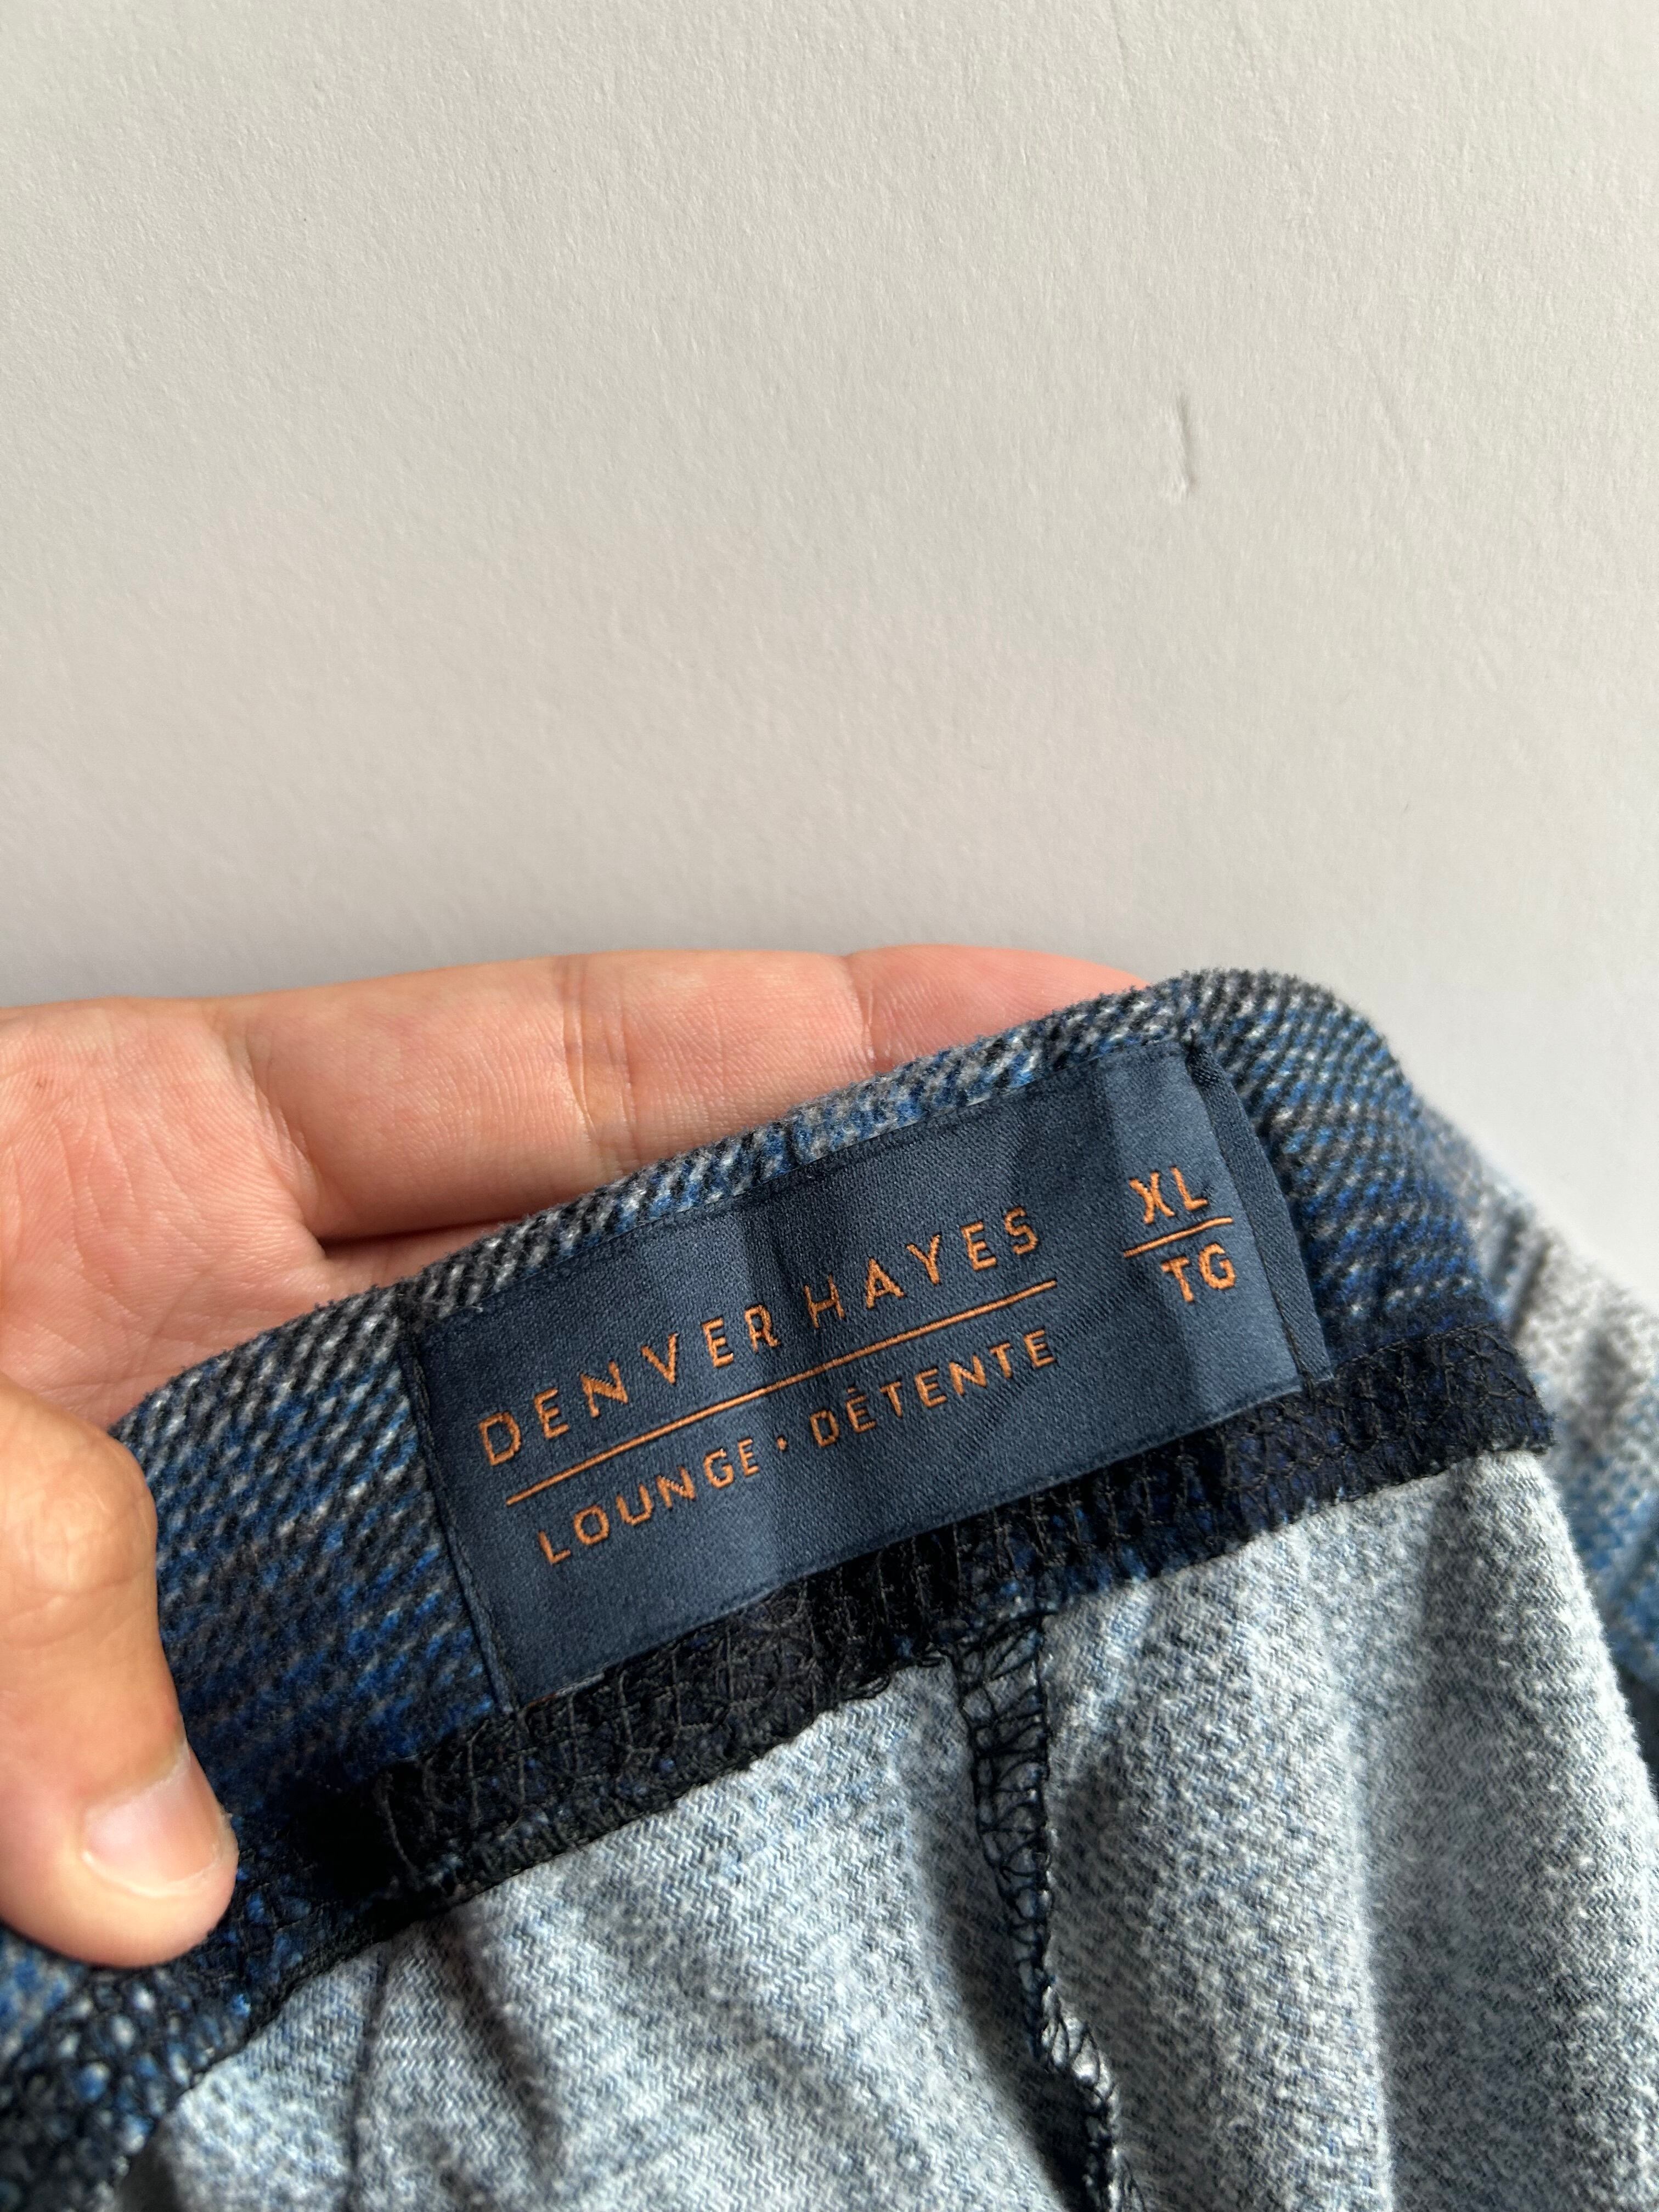 DENVER HAYES
LOUNGE · DÉTENTE
XL
TG